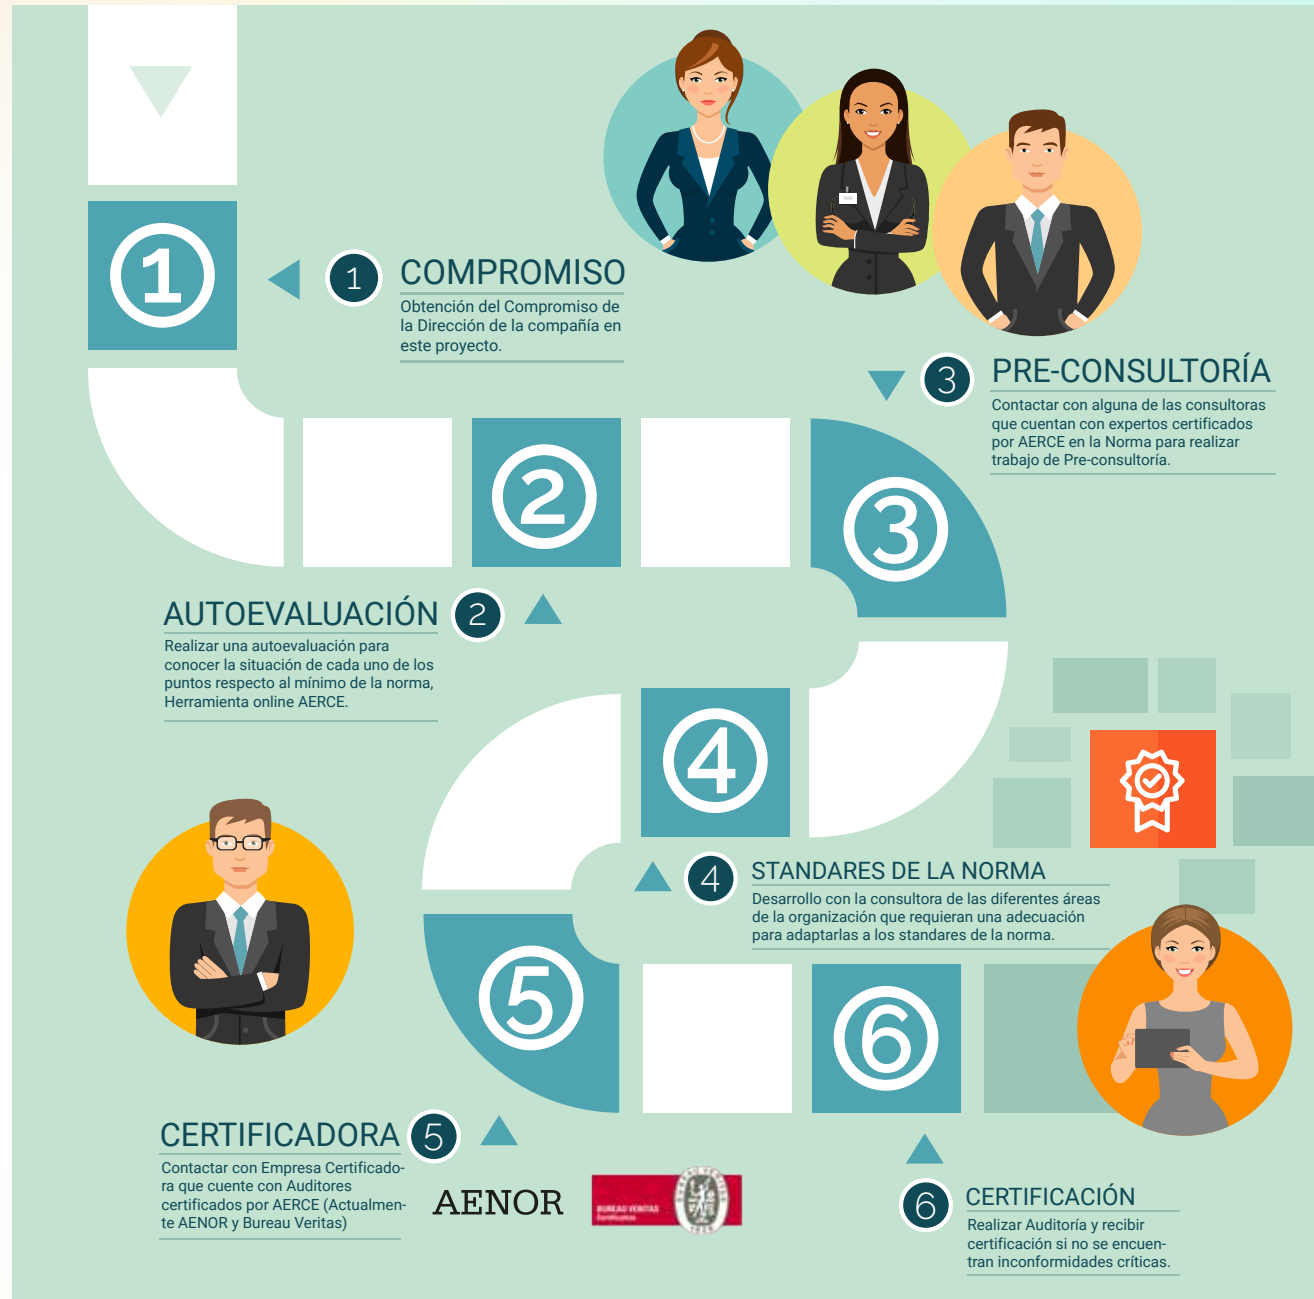 1
1
COMPROMISO
Obtención del Compromiso de
la Dirección de la compañía en
este proyecto.
3
PRE-CONSULTORÍA
Contactar con alguna de las consultoras
que cuentan con expertos certificados
por AERCE en la Norma para realizar
trabajo de Pre-consultoría.
2
3
AUTOEVALUACIÓN
2
Realizar una autoevaluación para
conocer la situación de cada uno de los
puntos respecto al mínimo de la norma,
Herramienta online AERCE.
4
4
STANDARES DE LA NORMA
Desarrollo con la consultora de las diferentes áreas
de la organización que requieran una adecuación
para adaptarlas a los standares de la norma.
5
6
CERTIFICADORA
5
Contactar con Empresa Certificado-
ra que cuente con Auditores
certificados por AERCE (Actualmen-
te AENOR y Bureau Veritas)
AENOR
BUREAU VERITAS
Certification
1828
6
CERTIFICACIÓN
Realizar Auditoría y recibir
certificación si no se encuen-
tran inconformidades críticas.